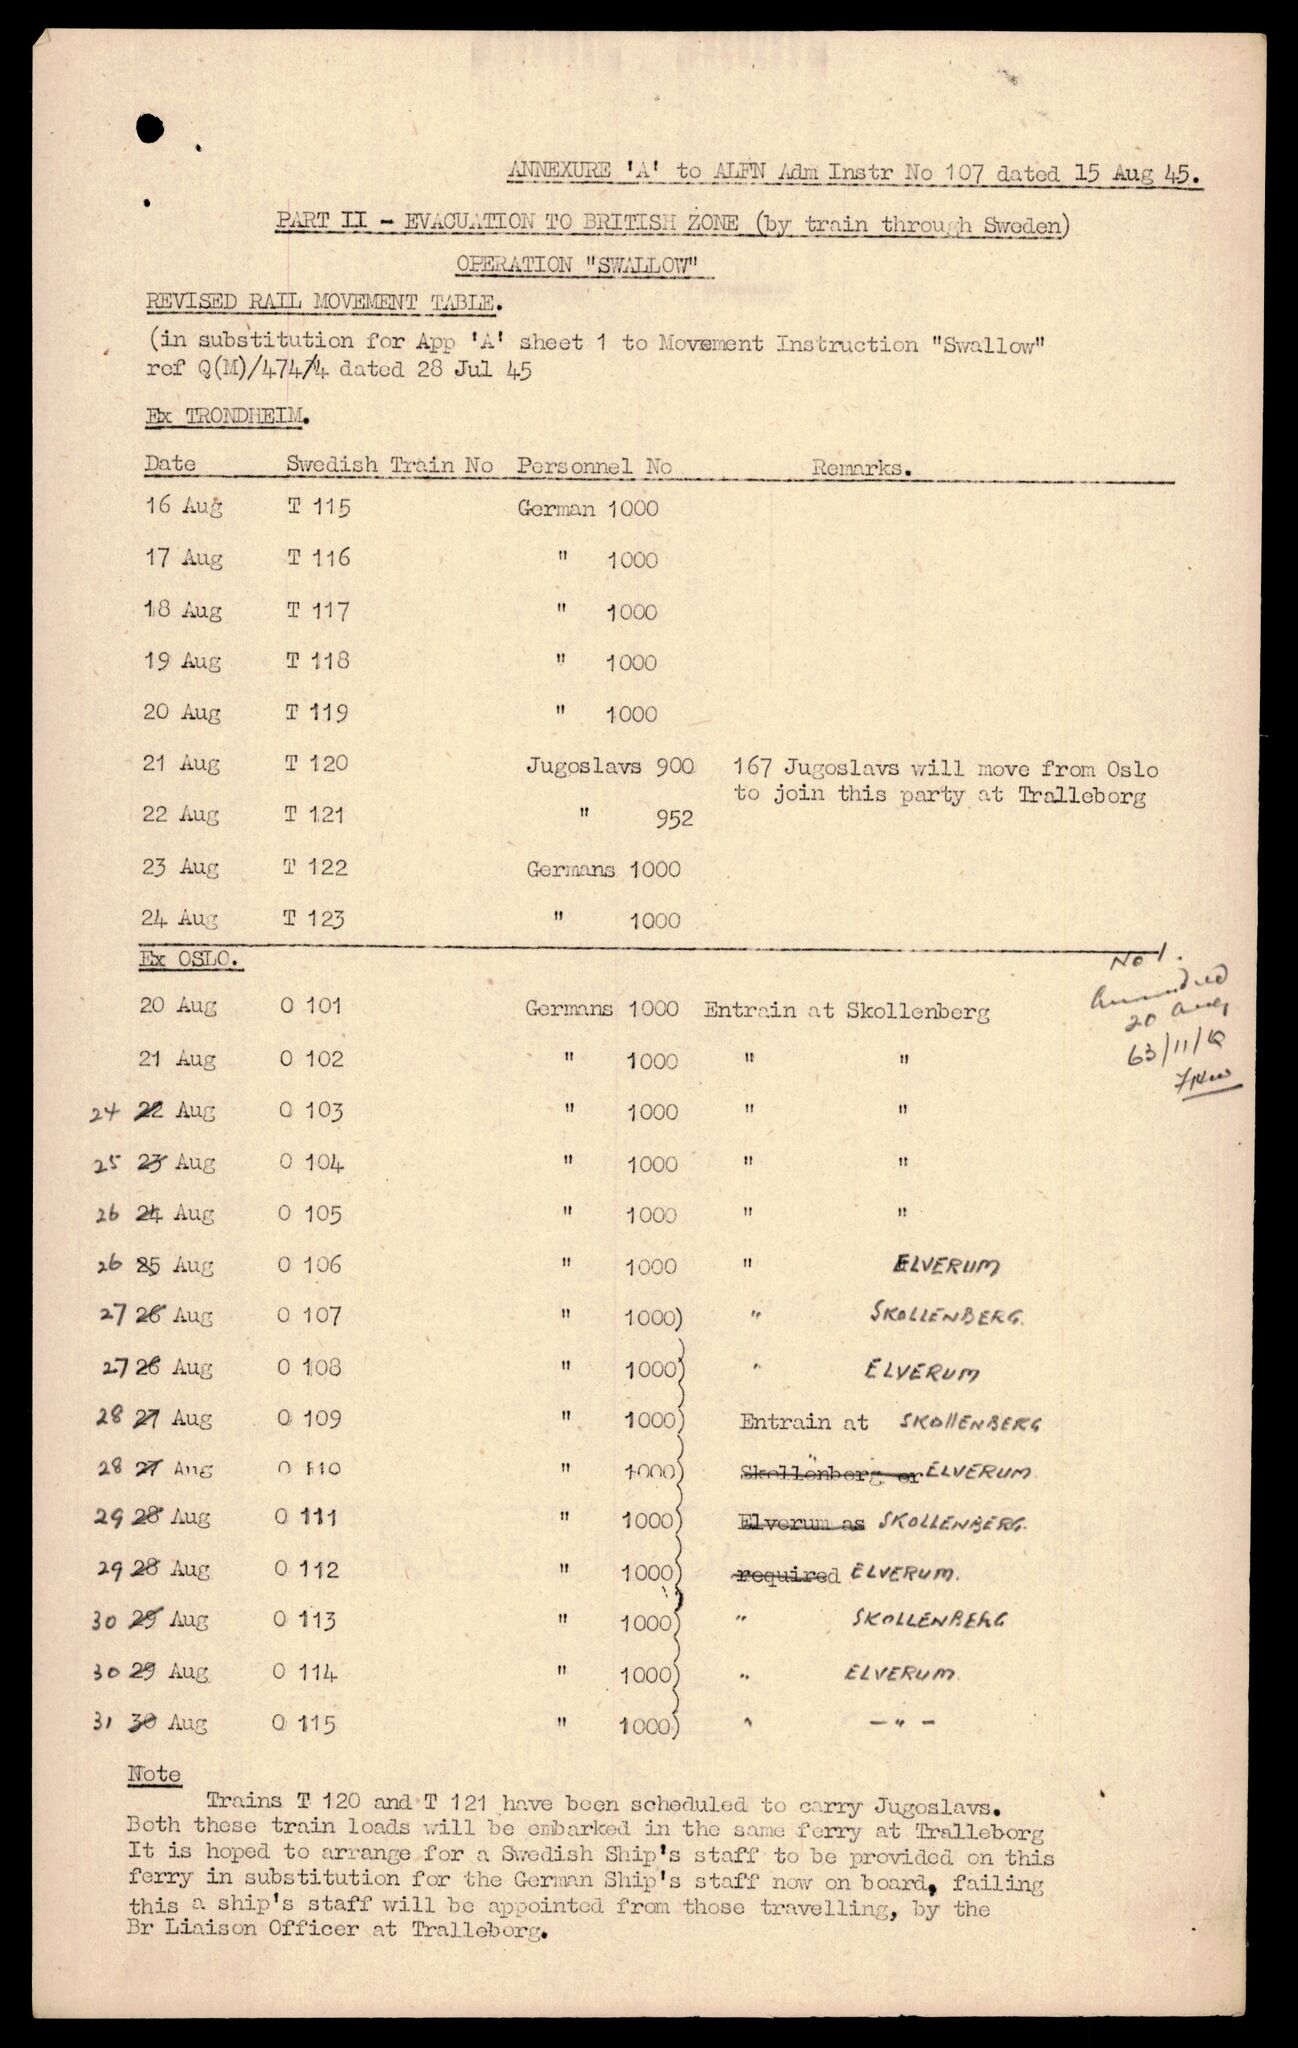 ANNEXURE 'A' to ALFN Adm Instr No 107 dated 15 Aug 45.
PART II - EVACUATION TO BRITISH ZONE (by train through Sweden)
OPERATION "SWALLOW"
REVISED RAIL MOVEMENT TABLE.
(in substitution for App 'A' sheet 1 to Movement Instruction "Swallow"
ref Q(M)/474/4 dated 28 Jul 45
Ex TRONDHEIM.
Date Swedish Train No Personnel No Remarks.
16 Aug T 115 German 1000
17 Aug T 116 " 1000
18 Aug T 117 " 1000
19 Aug T 118 " 1000
20 Aug T 119 " 1000
21 Aug T 120 Jugoslavs 900 167 Jugoslavs will move from Oslo
to join this party at Tralleborg
22 Aug T 121 " 952
23 Aug T 122 Germans 1000
24 Aug T 123 " 1000
Ex OSLO.
No 1.
Amended
20 Aug
63/11/Q
20 Aug O 101 Germans 1000 Entrain at Skollenberg
21 Aug O 102 " 1000 " "
24 22 Aug O 103 " 1000 " "
25 23 Aug O 104 " 1000 " "
26 24 Aug O 105 " 1000 " "
26 25 Aug O 106 " 1000 " ELVERUM
27 26 Aug O 107 " 1000) " SKOLLENBERG.
27 26 Aug O 108 " 1000) " ELVERUM
28 27 Aug O 109 " 1000) Entrain at SKOLLENBERG
28 27 Aug O 110 " 1000) Skollönberg or ELVERUM.
29 28 Aug O 111 " 1000) Elverum as SKOLLENBERG.
29 28 Aug O 112 " 1000) required ELVERUM.
30 29 Aug O 113 " 1000) " SKOLLENBERG
30 29 Aug O 114 " 1000) " ELVERUM.
31 30 Aug O 115 " 1000) " - " -
Note
Trains T 120 and T 121 have been scheduled to carry Jugoslavs.
Both these train loads will be embarked in the same ferry at Tralleborg
It is hoped to arrange for a Swedish Ship's staff to be provided on this
ferry in substitution for the German Ship's staff now on board, failing
this a ship's staff will be appointed from those travelling, by the
Br Liaison Officer at Tralleborg.